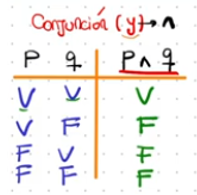 Conjunción (y)→ ∧
P q P ∧ q
V V V
V F F
F V F
F F F